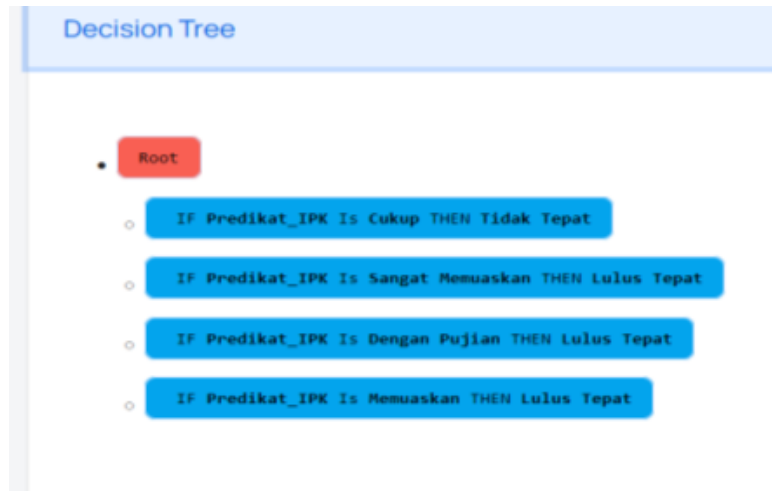 Decision Tree
Root
IF Predikat_IPK Is Cukup THEN Tidak Tepat
IF Predikat_IPK Is Sangat Memuaskan THEN Lulus Tepat
IF Predikat_IPK Is Dengan Pujian THEN Lulus Tepat
IF Predikat_IPK Is Memuaskan THEN Lulus Tepat